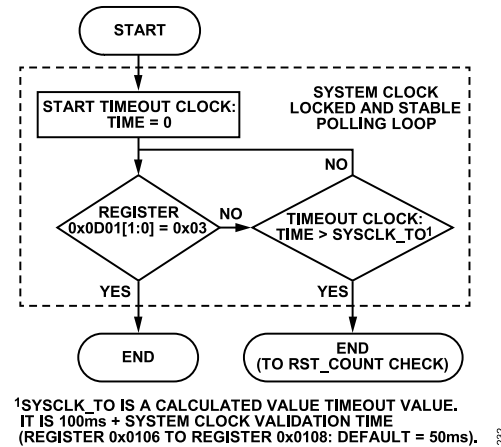 START
START TIMEOUT CLOCK:
TIME = 0
SYSTEM CLOCK
LOCKED AND STABLE
POLLING LOOP
NO
REGISTER
0x0D01[1:0] = 0x03
NO
TIMEOUT CLOCK:
TIME > SYSCLK_TO¹
YES
YES
END
END
(TO RST_COUNT CHECK)
¹SYSCLK_TO IS A CALCULATED VALUE TIMEOUT VALUE.
IT IS 100ms + SYSTEM CLOCK VALIDATION TIME
(REGISTER 0x0106 TO REGISTER 0x0108: DEFAULT = 50ms).